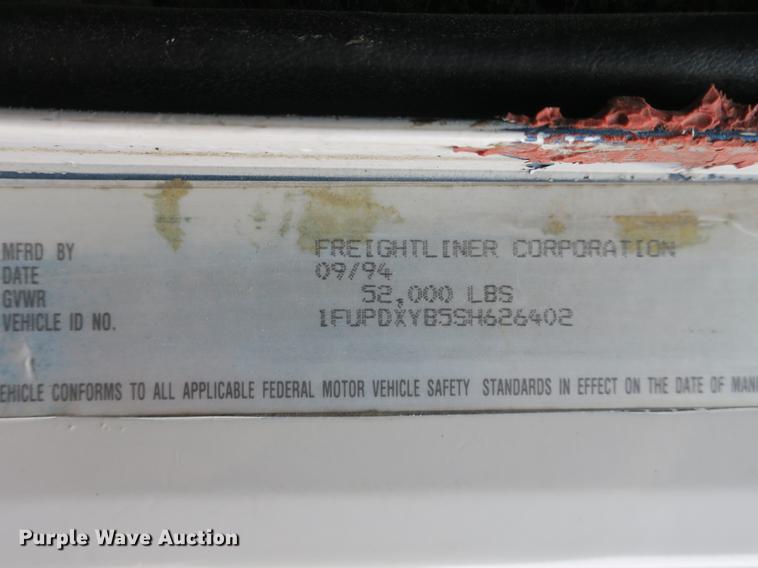 MFRD BY FREIGHTLINER CORPORATION
DATE 09/94
GVWR 52,000 LBS
VEHICLE ID NO. 1FUPDXYB5SH626402
EHICLE CONFORMS TO ALL APPLICABLE FEDERAL MOTOR VEHICLE SAFETY STANDARDS IN EFFECT ON THE DATE OF MAN
Purple Wave Auction